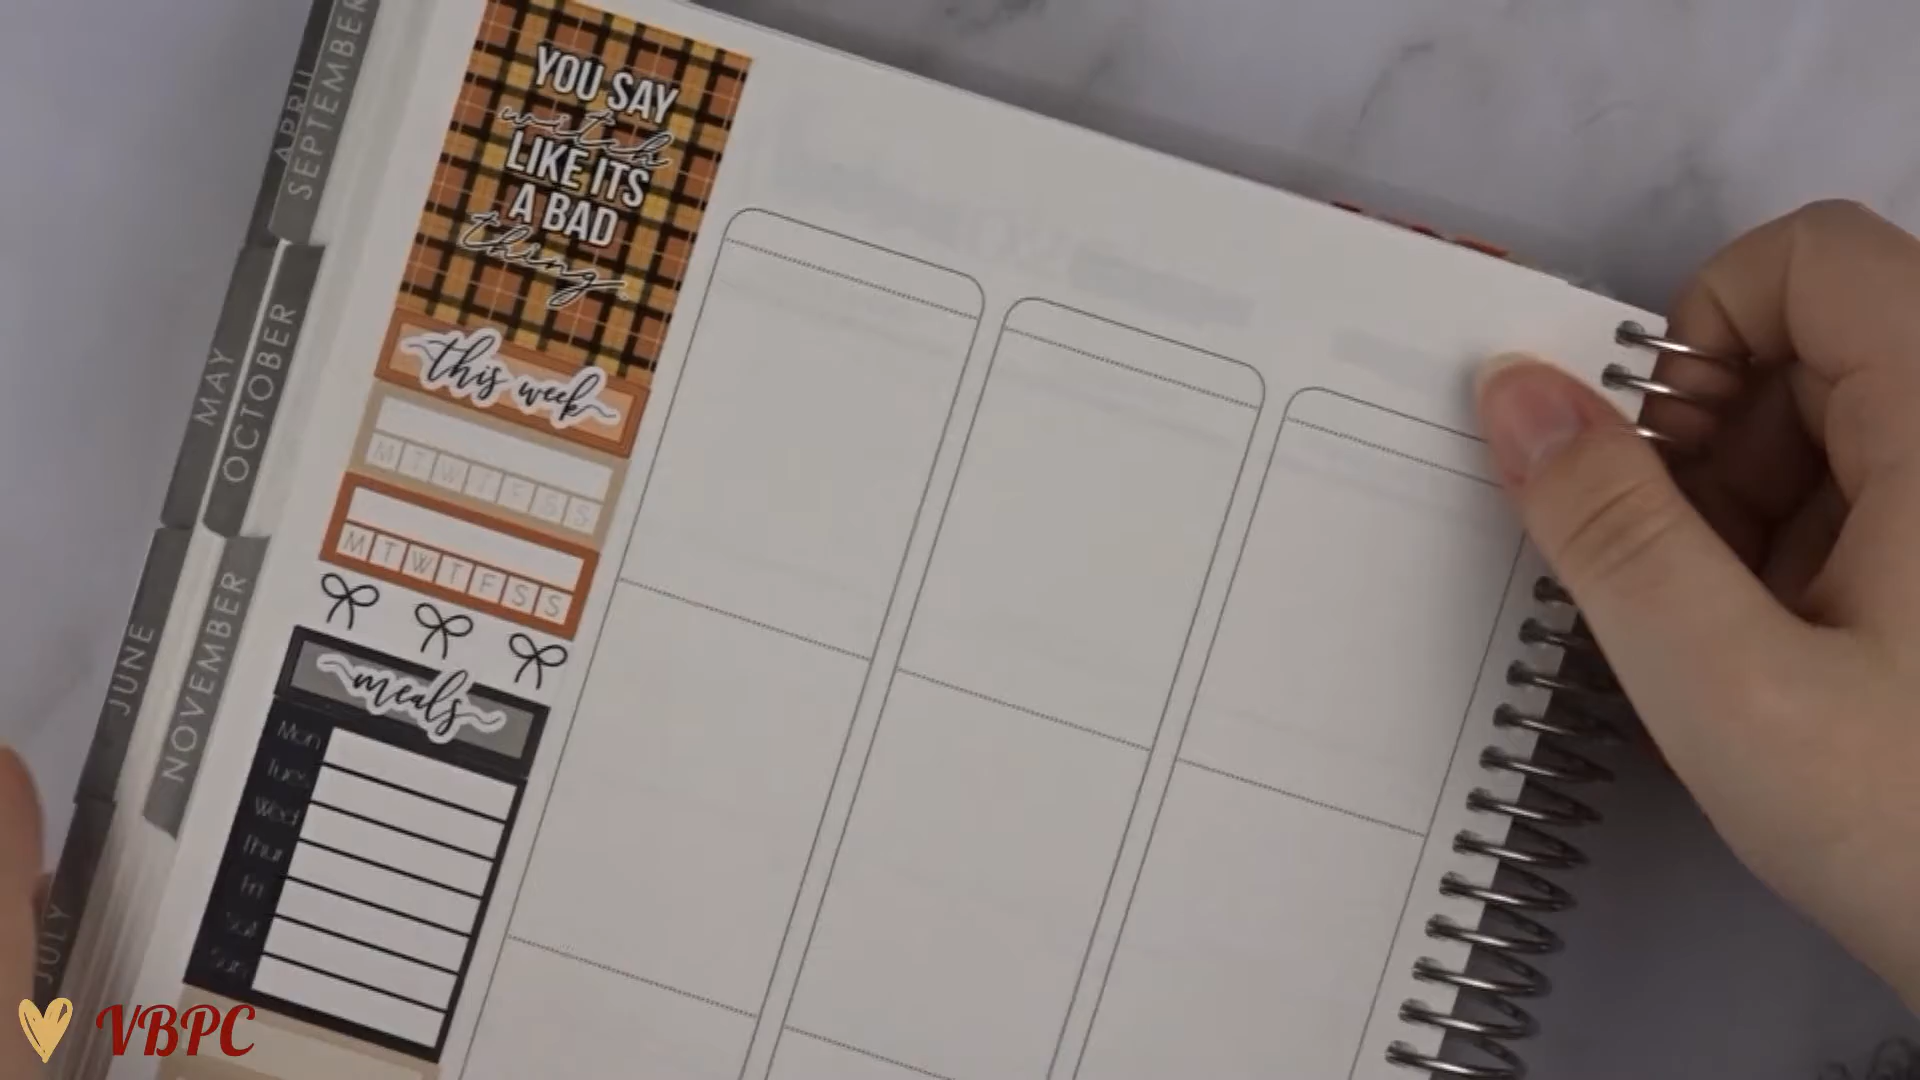 APRIL
SEPTEMBER
MAY
OCTOBER
JUNE
NOVEMBER
JULY
YOU SAY
witch
LIKE ITS
A BAD
thing.
this week
M T W T F S S
M T W T F S S
meals
Mon
Tues
Wed
Thur
Fri
Sat
Sun
VBPC